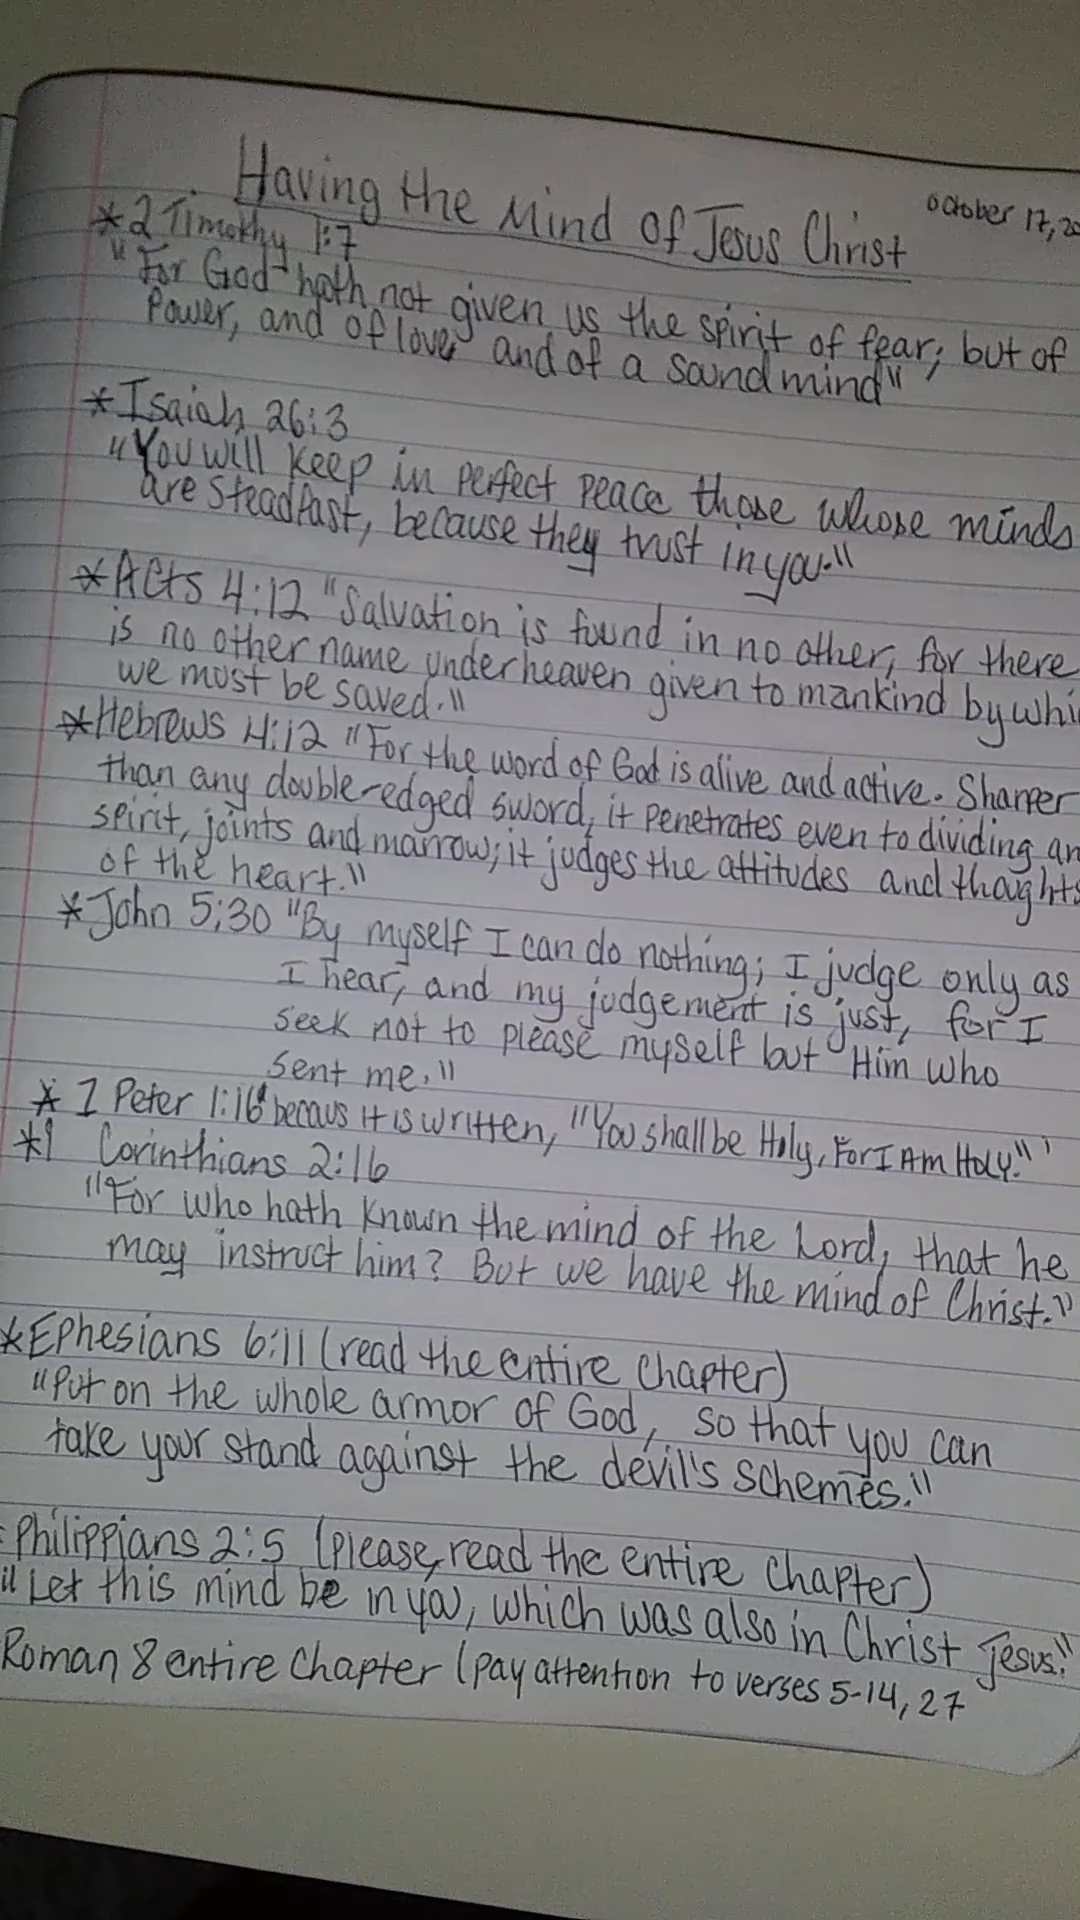 Having the Mind Of Jesus Christ
October 17, 20
*2 Timothy 1:7
"For God hath not given us the spirit of fear; but of
Power, and of love, and of a sound mind"
*Isaiah 26:3
"You will keep in perfect peace those whose minds
are steadfast, because they trust in you."
*Acts 4:12 "Salvation is found in no other, for there
is no other name under heaven given to mankind by whi
we must be saved."
*Hebrews 4:12 "For the word of God is alive and active. Sharper
than any double-edged sword, it penetrates even to dividing an
spirit, joints and marrow; it judges the attitudes and thoughts
of the heart."
*John 5:30 "By myself I can do nothing; I judge only as
I hear, and my judgement is just, for I
seek not to please myself but Him who
sent me."
*I Peter 1:16 "becaus it is written, "You shall be Holy, For I Am Holy."'
*1 Corinthians 2:16
"For who hath known the mind of the Lord, that he
may instruct him? But we have the mind of Christ."
*Ephesians 6:11 (read the entire chapter)
"Put on the whole armor of God, so that you can
take your stand against the devil's schemes."
Philippians 2:5 (please, read the entire chapter)
"Let this mind be in you, which was also in Christ Jesus."
Roman 8 entire chapter (pay attention to verses 5-14, 27